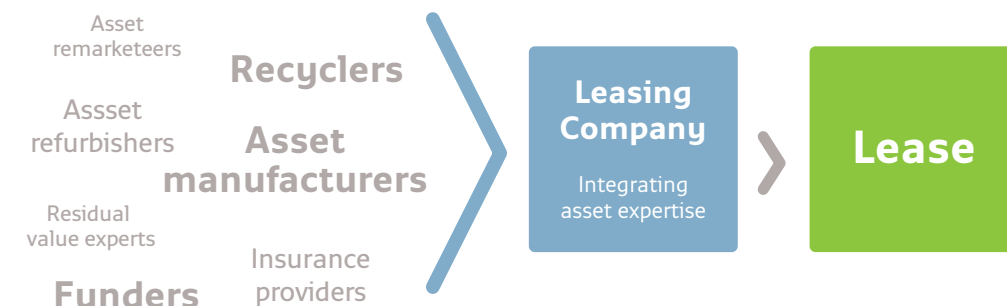 Asset
remarketeers
Recyclers
Assset
refurbishers
Asset
manufacturers
Residual
value experts
Insurance
providers
Funders
Leasing
Company
Integrating
asset expertise
Lease